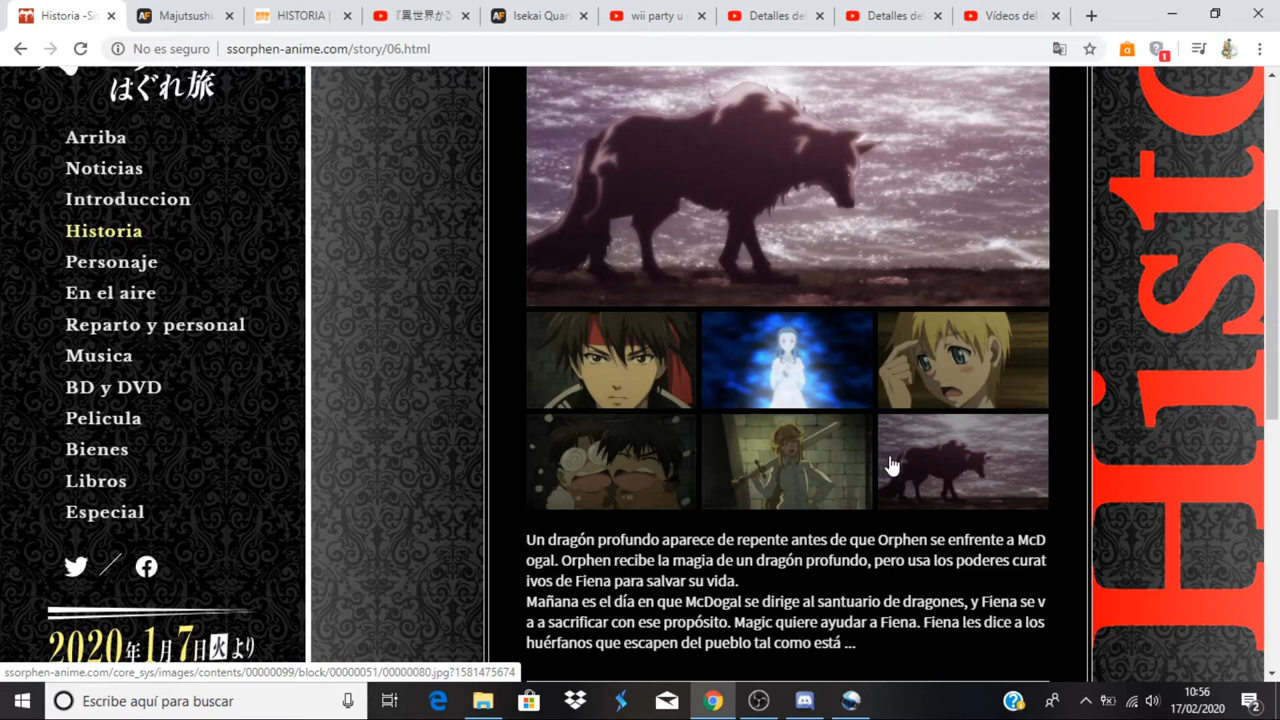 Historia -Si
Majutsushi
HISTORIA |
『異世界か
Isekai Quan
wii party u
Detalles de
Detalles de
Vídeos del
No es seguro
ssorphen-anime.com/story/06.html
1
はぐれ旅
Arriba
Noticias
Introduccion
Historia
Personaje
En el aire
Reparto y personal
Musica
BD y DVD
Pelicula
Bienes
Libros
Especial
2020年1月7日火より
Histo
Un dragón profundo aparece de repente antes de que Orphen se enfrente a McD
ogal. Orphen recibe la magia de un dragón profundo, pero usa los poderes curat
ivos de Fiena para salvar su vida.
Mañana es el día en que McDogal se dirige al santuario de dragones, y Fiena se v
a a sacrificar con ese propósito. Magic quiere ayudar a Fiena. Fiena les dice a los
huérfanos que escapen del pueblo tal como está ...
ssorphen-anime.com/core_sys/images/contents/00000099/block/00000051/00000080.jpg?1581475674
Escribe aquí para buscar
10:56
17/02/2020
2